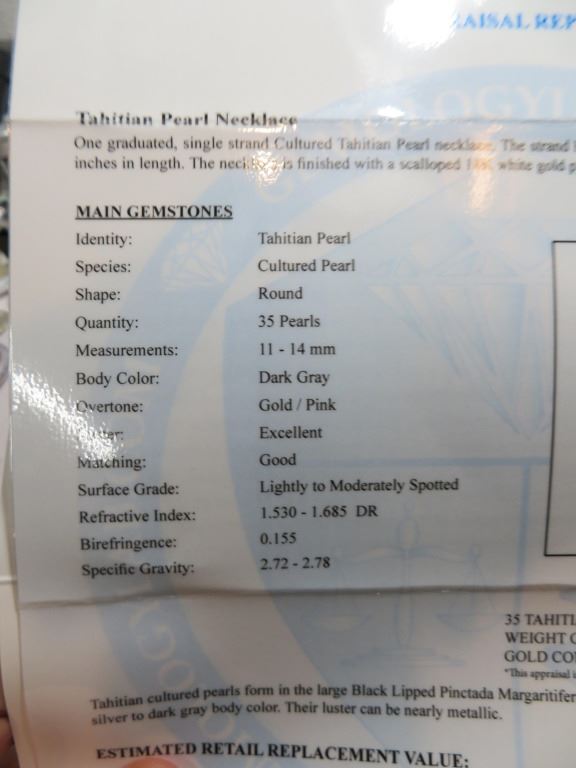 AISAL REP
Tahitian Pearl Necklace
One graduated, single strand Cultured Tahitian Pearl necklace. The strand
inches in length. The necklace is finished with a scalloped white gold
MAIN GEMSTONES
Identity: Tahitian Pearl
Species: Cultured Pearl
Shape: Round
Quantity: 35 Pearls
Measurements: 11 - 14 mm
Body Color: Dark Gray
Overtone: Gold / Pink
Luster: Excellent
Matching: Good
Surface Grade: Lightly to Moderately Spotted
Refractive Index: 1.530 - 1.685 DR
Birefringence: 0.155
Specific Gravity: 2.72 - 2.78
35 TAHITI
WEIGHT
GOLD CO
*This appraisal i
Tahitian cultured pearls form in the large Black Lipped Pinctada Margaritifer
silver to dark gray body color. Their luster can be nearly metallic.
ESTIMATED RETAIL REPLACEMENT VALUE: